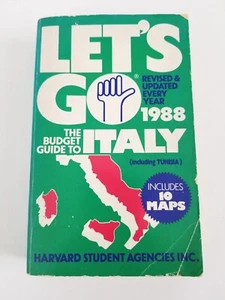 LET'S
GO®
REVISED &
UPDATED
EVERY
YEAR
1988
THE
BUDGET
GUIDE TO
ITALY
(including TUNISIA)
INCLUDES
10
MAPS
HARVARD STUDENT AGENCIES INC.